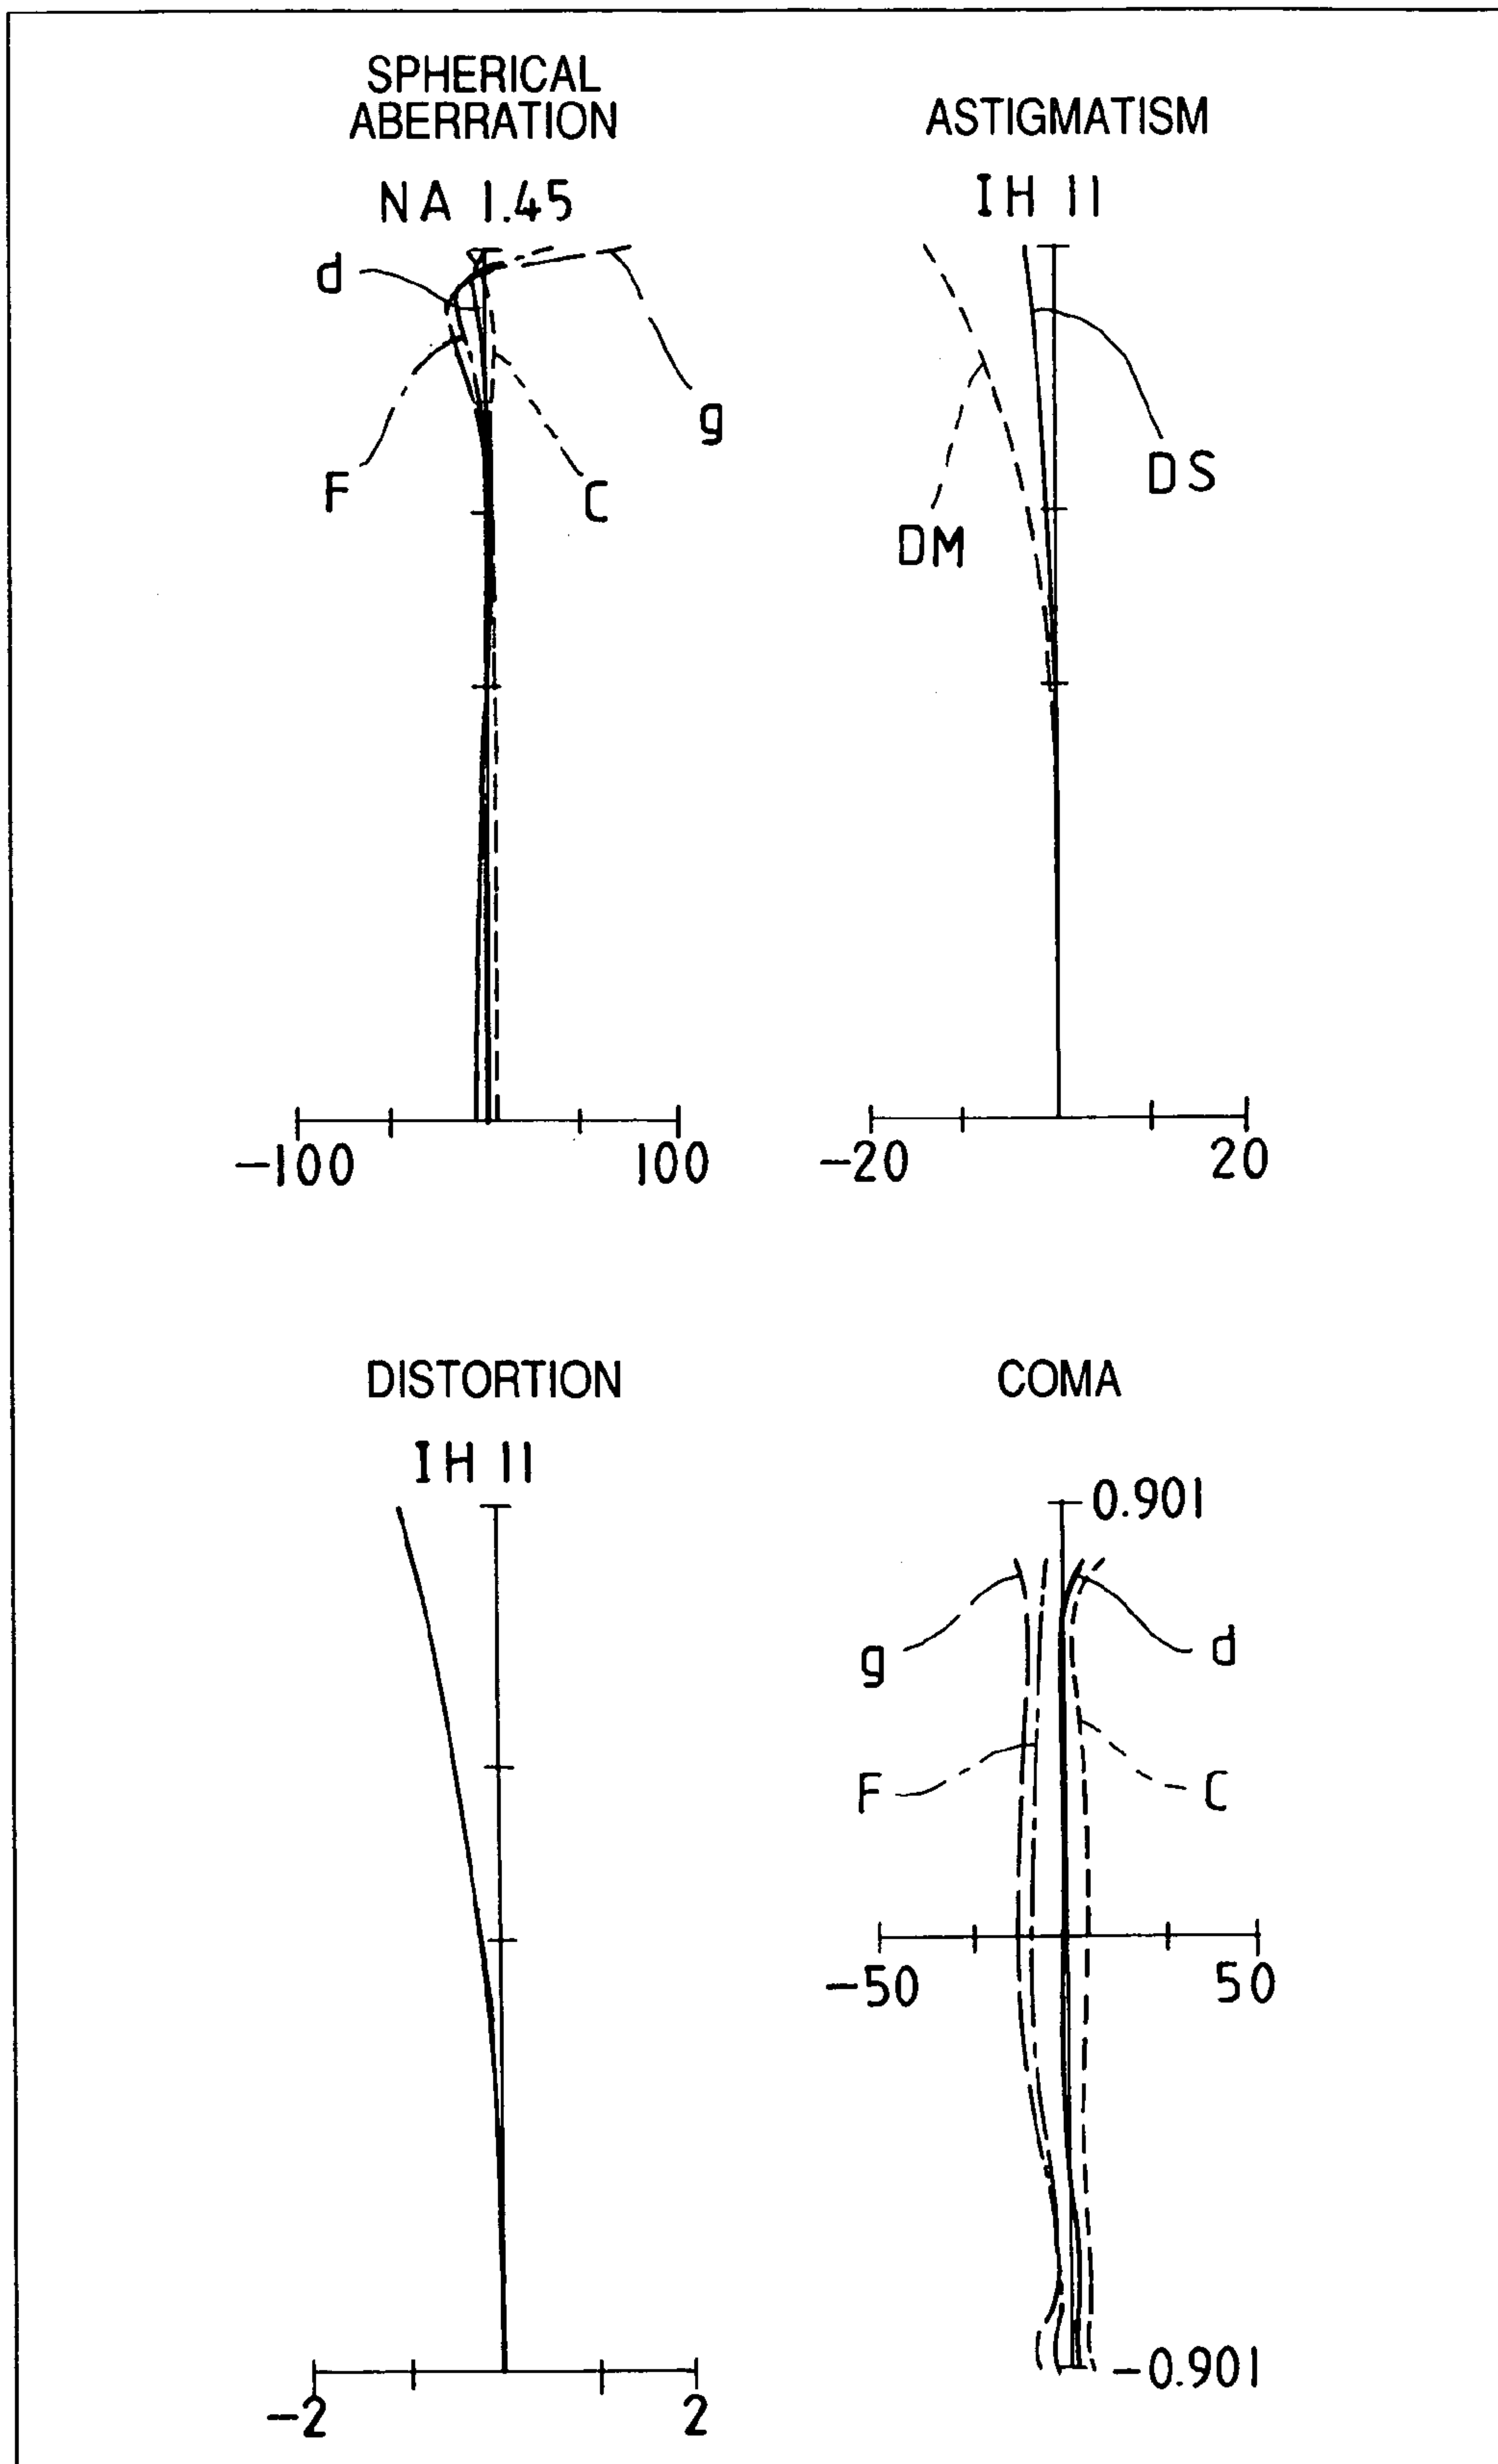 SPHERICAL
ABERRATION
NA 1.45
d
F
C
g
-100
100
ASTIGMATISM
IH 11
DM
DS
-20
20
DISTORTION
IH 11
-2
2
COMA
0.901
g
d
F
C
-50
50
-0.901